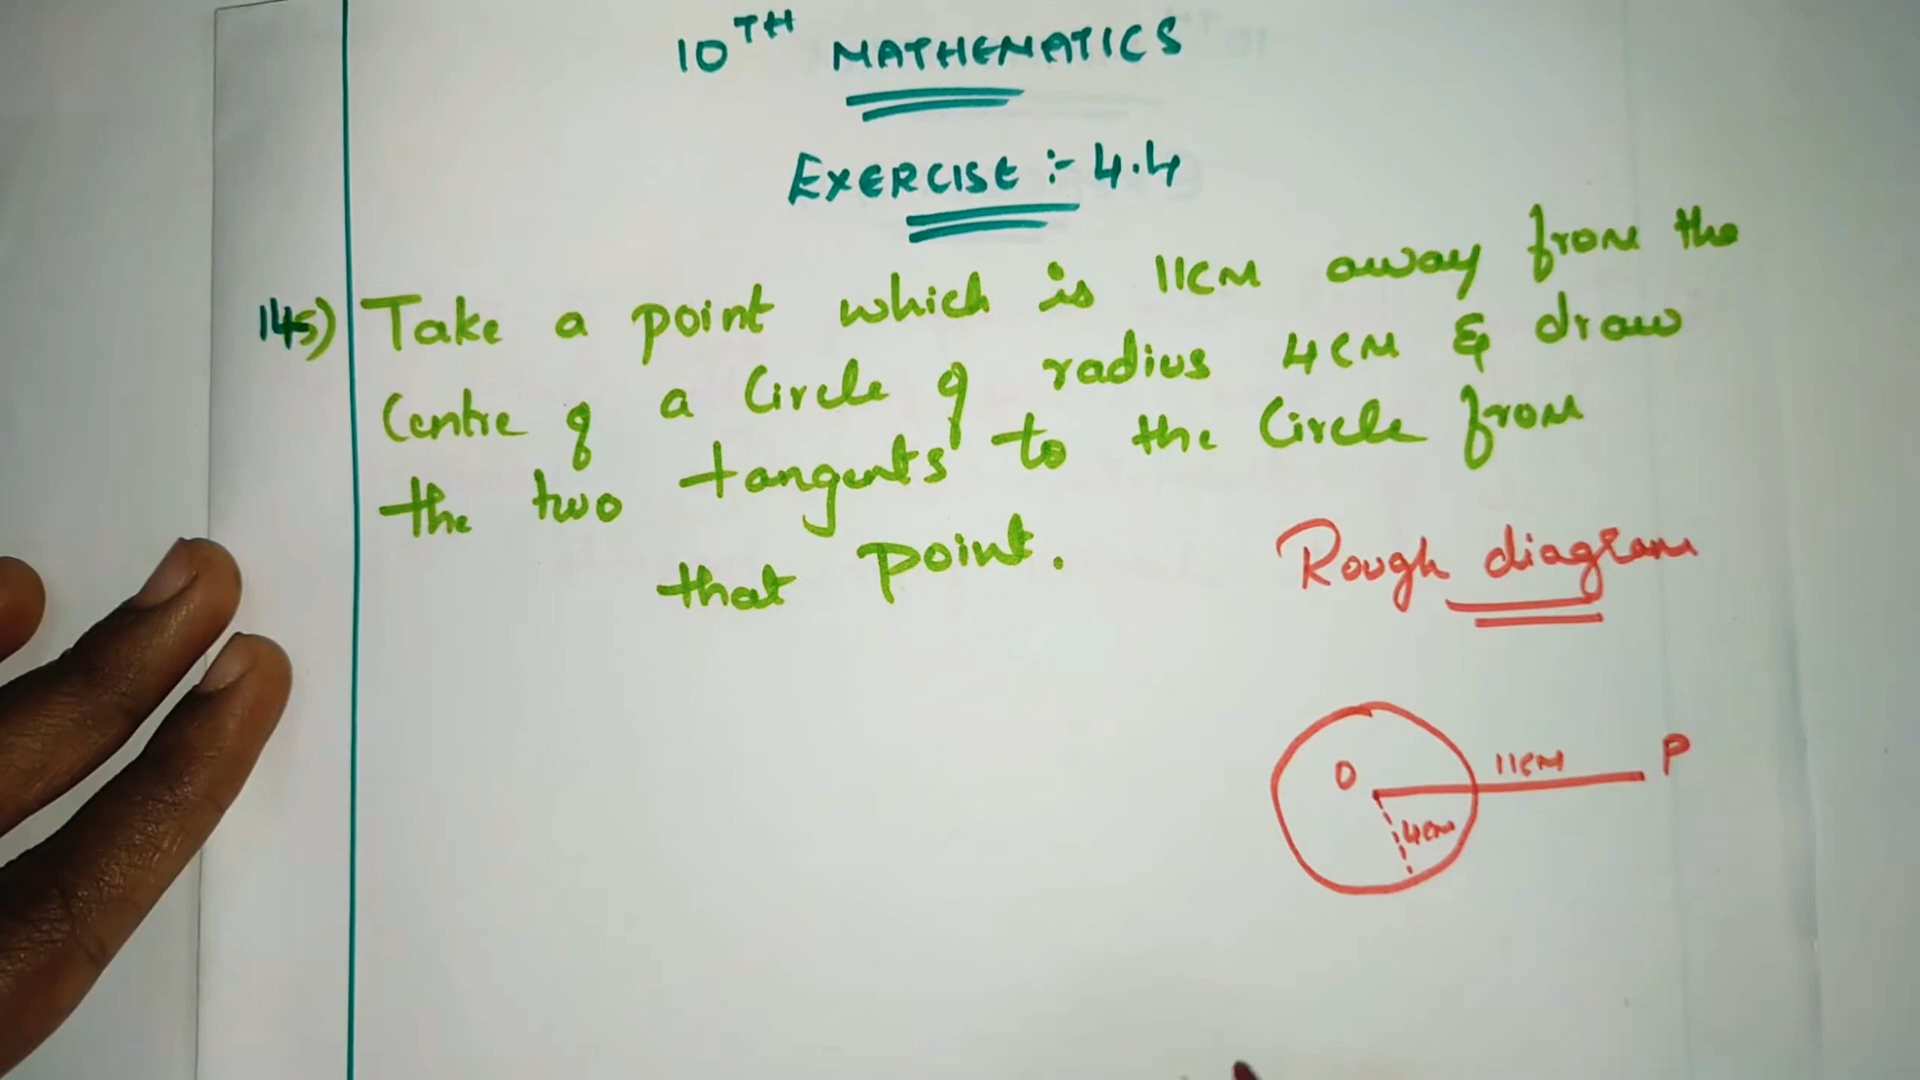 10TH MATHEMATICS
EXERCISE :- 4.4
14) Take a point which is 11cm away from the
Centre of a Circle of radius 4cm & draw
the two tangents to the Circle from
that point.
Rough diagram
O
11cm
P
4cm